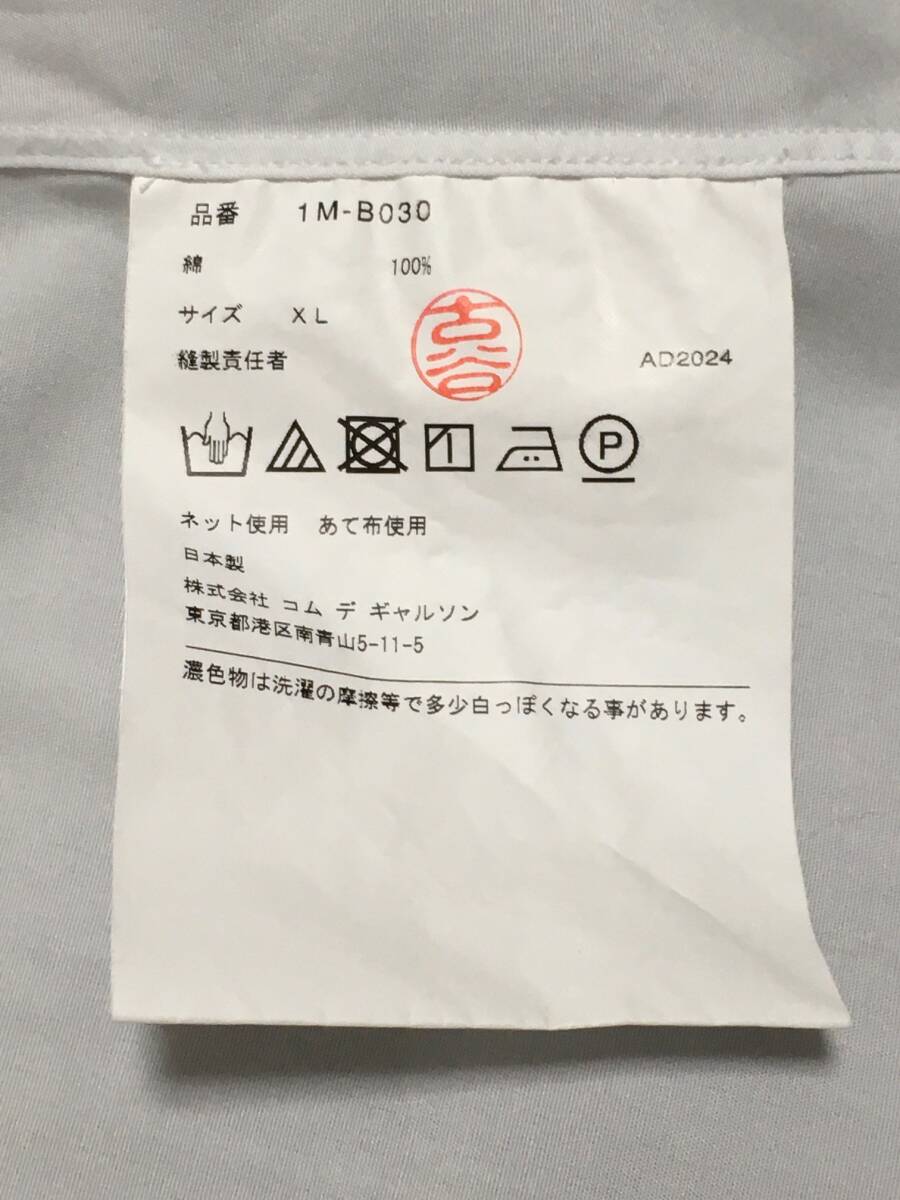 品番 1M-B030
綿 100%
サイズ XL
古谷
縫製責任者 AD2024
P
ネット使用 あて布使用
日本製
株式会社 コム デ ギャルソン
東京都港区南青山5-11-5
濃色物は洗濯の摩擦等で多少白っぽくなる事があります。